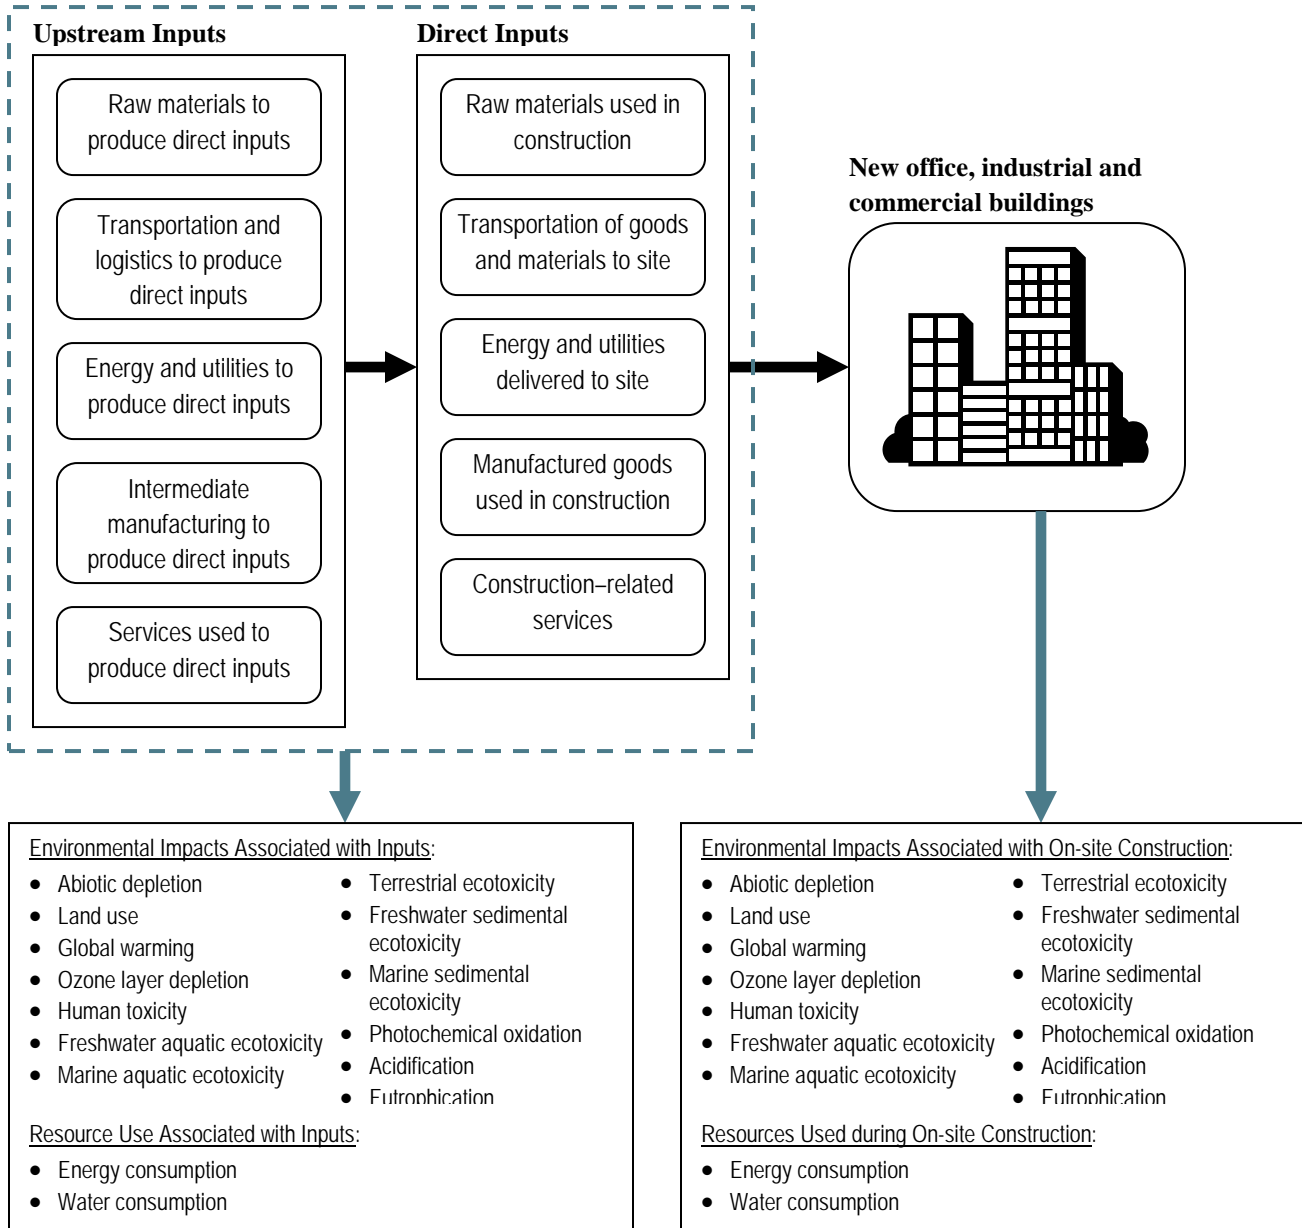 Upstream Inputs
Raw materials to
produce direct inputs
Transportation and
logistics to produce
direct inputs
Energy and utilities to
produce direct inputs
Intermediate
manufacturing to
produce direct inputs
Services used to
produce direct inputs
Direct Inputs
Raw materials used in
construction
Transportation of goods
and materials to site
Energy and utilities
delivered to site
Manufactured goods
used in construction
Construction–related
services
New office, industrial and
commercial buildings
Environmental Impacts Associated with Inputs:
• Abiotic depletion
• Land use
• Global warming
• Ozone layer depletion
• Human toxicity
• Freshwater aquatic ecotoxicity
• Marine aquatic ecotoxicity
• Terrestrial ecotoxicity
• Freshwater sedimental
ecotoxicity
• Marine sedimental
ecotoxicity
• Photochemical oxidation
• Acidification
• Eutrophication
Resource Use Associated with Inputs:
• Energy consumption
• Water consumption
Environmental Impacts Associated with On-site Construction:
• Abiotic depletion
• Land use
• Global warming
• Ozone layer depletion
• Human toxicity
• Freshwater aquatic ecotoxicity
• Marine aquatic ecotoxicity
• Terrestrial ecotoxicity
• Freshwater sedimental
ecotoxicity
• Marine sedimental
ecotoxicity
• Photochemical oxidation
• Acidification
• Eutrophication
Resources Used during On-site Construction:
• Energy consumption
• Water consumption